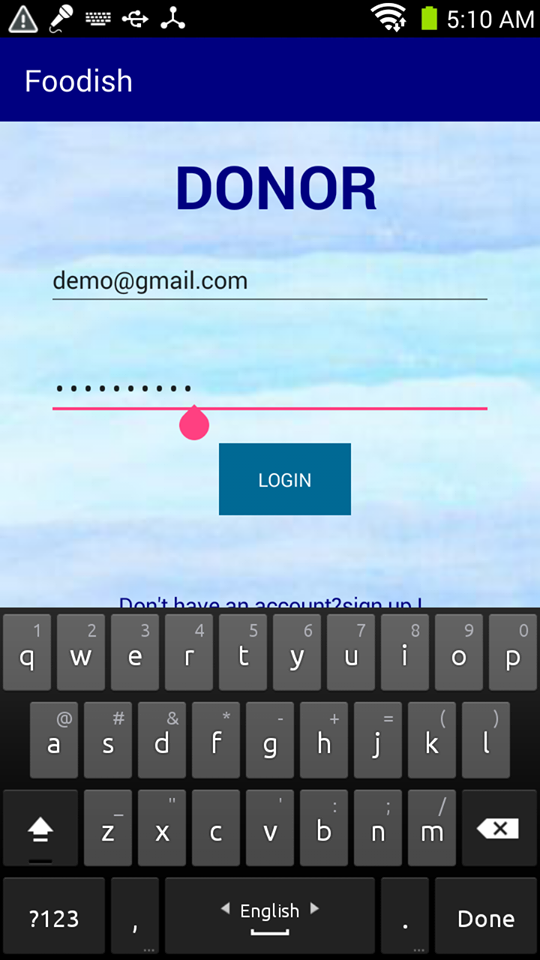 5:10 AM
Foodish
DONOR
demo@gmail.com
••••••••••
LOGIN
Don't have an account?sign up !
1 2 3 4 5 6 7 8 9 0
q w e r t y u i o p
@ # & * - + = ( )
a s d f g h j k l
_ " ' : ; /
z x c v b n m
?123 , English . Done